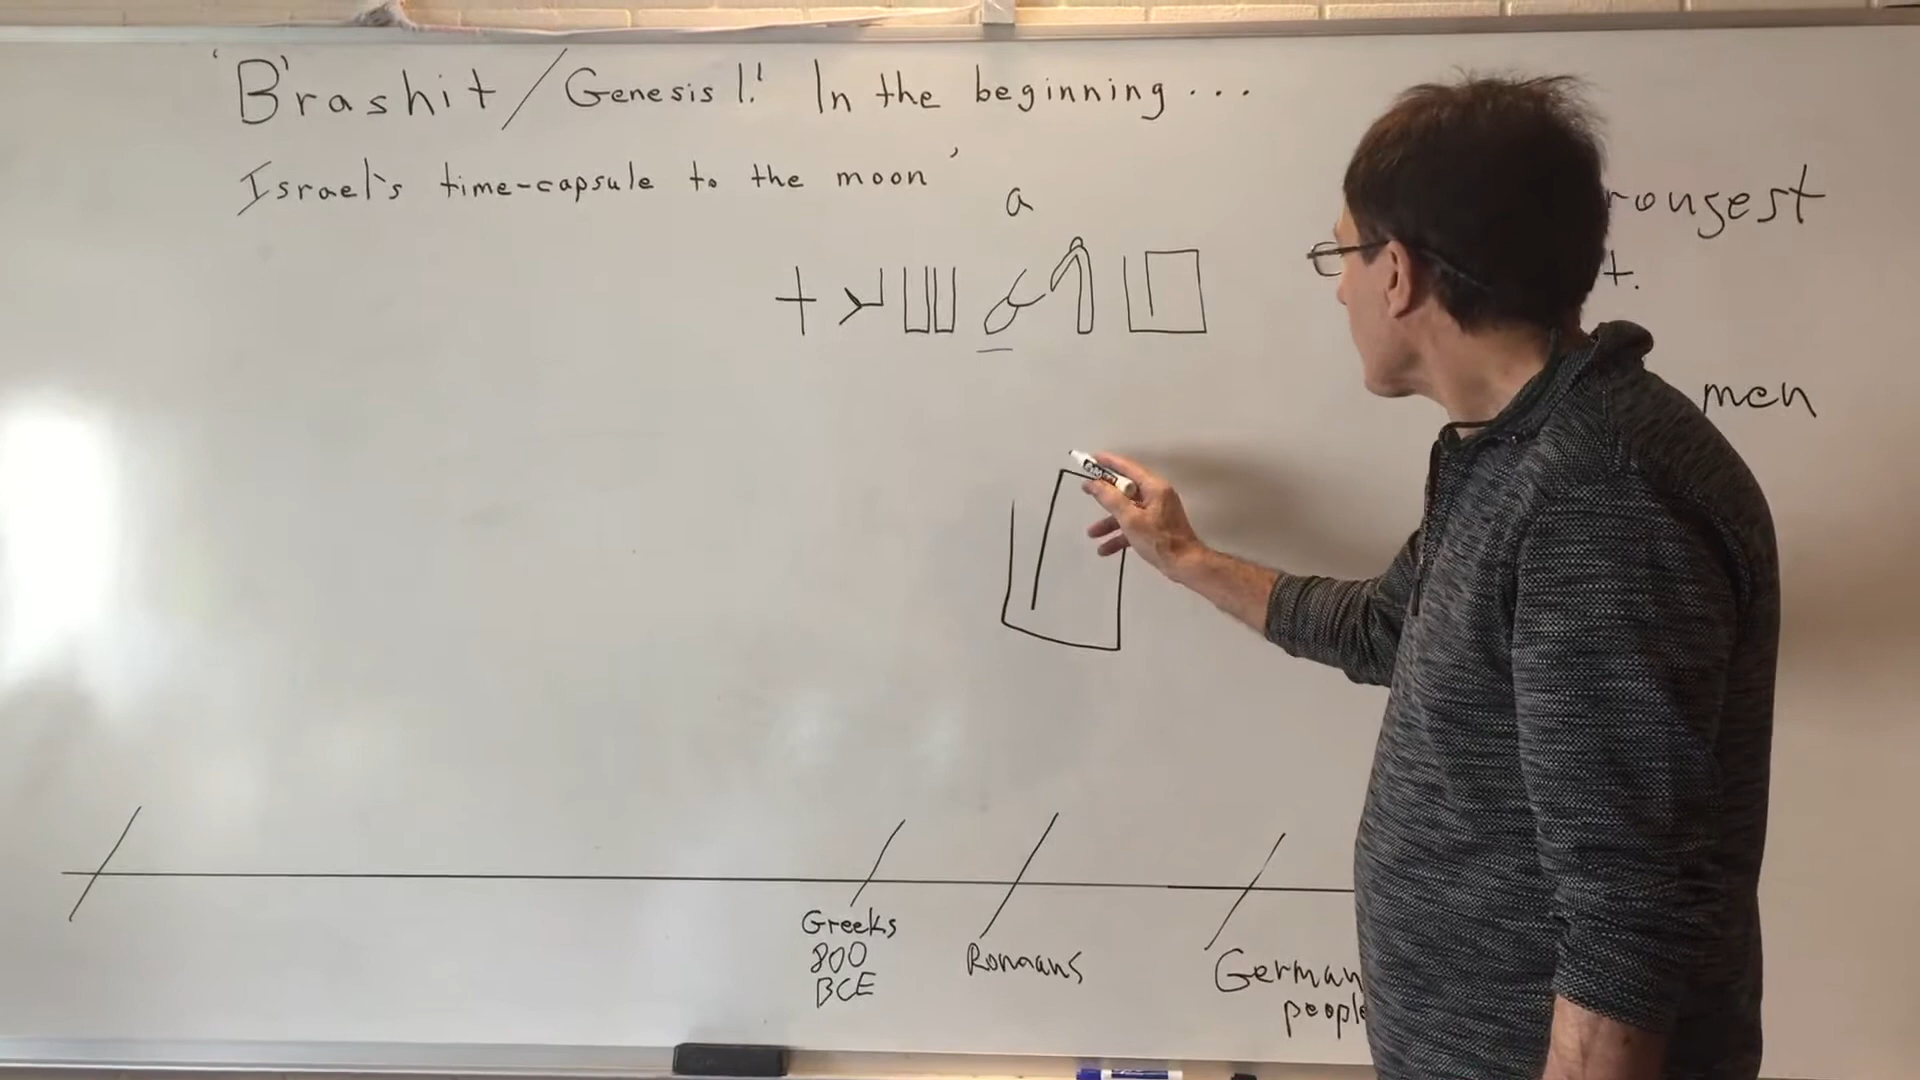 'B'rashit/Genesis 1:1 In the beginning...
Israel's time-capsule to the moon'
a
men
Greeks
800
BCE
Romans
German
people